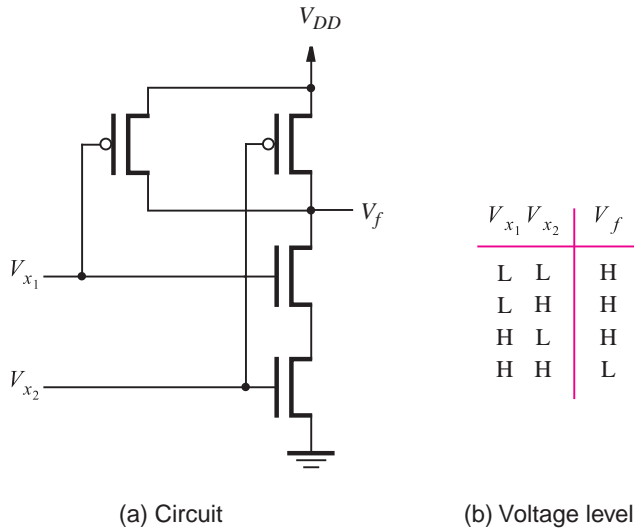 V_DD
V_f
V_x1
V_x2
V_x1 V_x2 V_f
L L H
L H H
H L H
H H L
(a) Circuit
(b) Voltage level